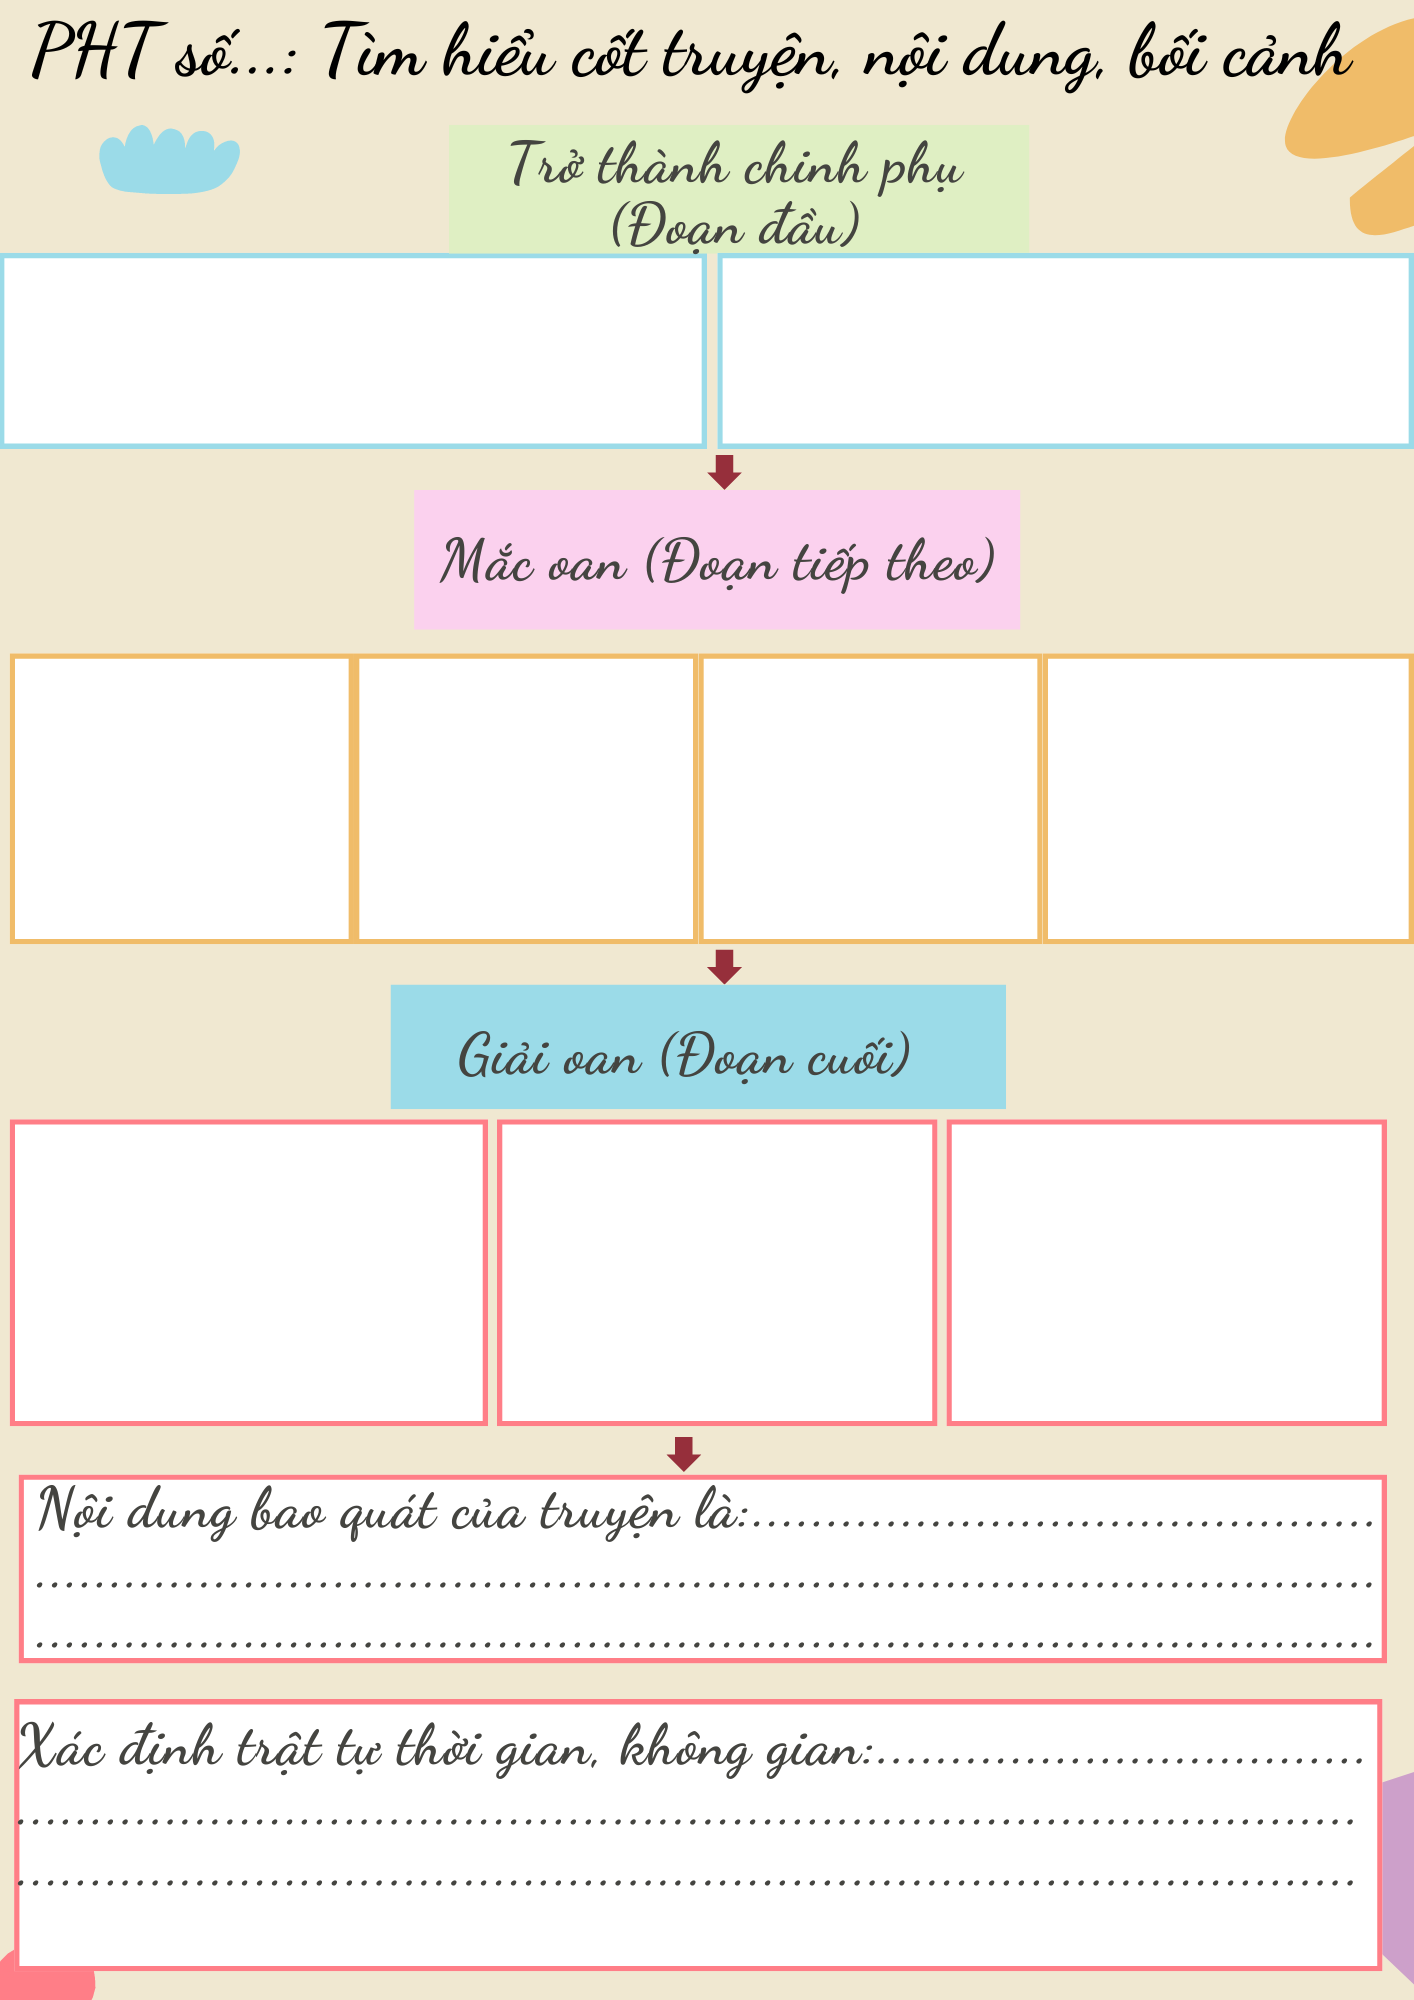 PHT số...: Tìm hiểu cốt truyện, nội dung, bối cảnh
Trở thành chinh phụ
(Đoạn đầu)
Mắc oan (Đoạn tiếp theo)
Giải oan (Đoạn cuối)
Nội dung bao quát của truyện là:..........................................
..........................................................................................
..........................................................................................
Xác định trật tự thời gian, không gian:.................................
..........................................................................................
..........................................................................................